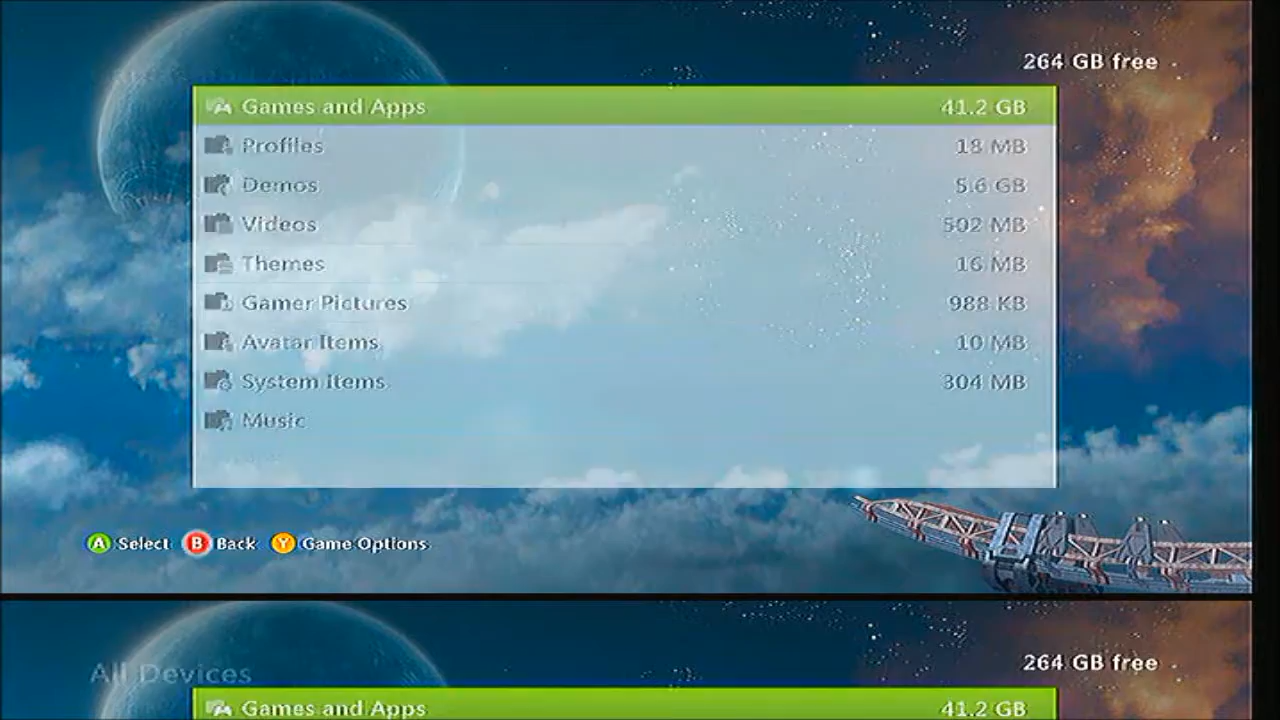 264 GB free
Games and Apps 41.2 GB
Profiles 18 MB
Demos 5.6 GB
Videos 502 MB
Themes 16 MB
Gamer Pictures 988 KB
Avatar Items 10 MB
System Items 304 MB
Music
A Select B Back Y Game Options
All Devices 264 GB free
Games and Apps 41.2 GB